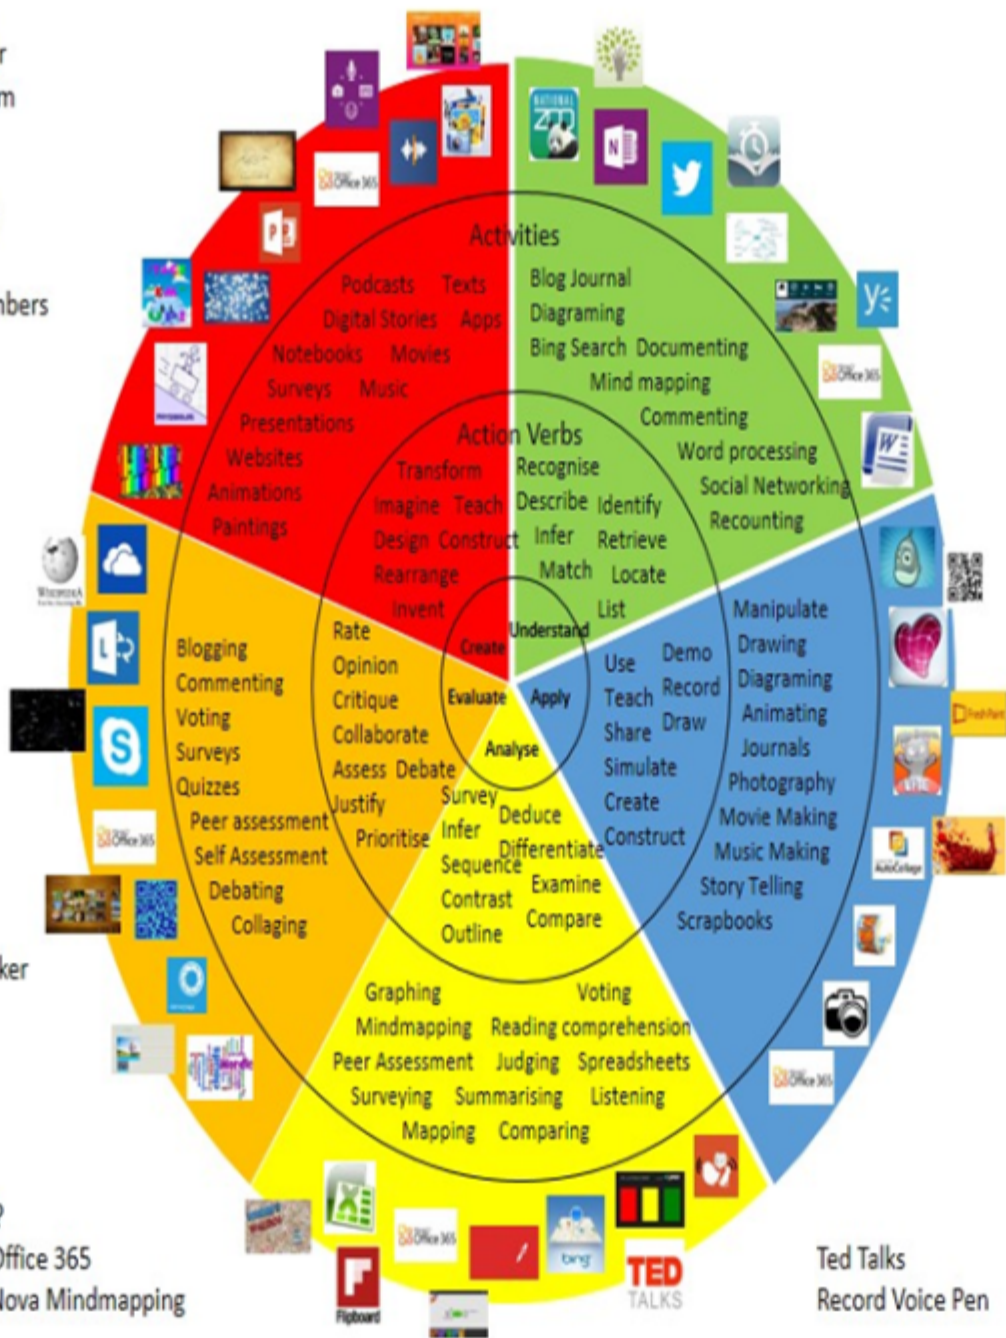 r
m
nbers
ker
Office 365
Nova Mindmapping
Ted Talks
Record Voice Pen
Activities
Podcasts Texts
Digital Stories Apps
Notebooks Movies
Surveys Music
Presentations
Websites
Animations
Paintings
Blog Journal
Diagraming
Bing Search Documenting
Mind mapping
Commenting
Word processing
Social Networking
Recounting
Action Verbs
Transform
Imagine Teach
Design Construct
Rearrange
Invent
Recognise
Describe Identify
Infer Retrieve
Match Locate
List
Create
Understand
Evaluate
Apply
Analyse
Rate
Opinion
Critique
Collaborate
Assess Debate
Justify
Prioritise
Blogging
Commenting
Voting
Surveys
Quizzes
Peer assessment
Self Assessment
Debating
Collaging
Use Demo
Teach Record
Share Draw
Simulate
Create
Construct
Manipulate
Drawing
Diagraming
Animating
Journals
Photography
Movie Making
Music Making
Story Telling
Scrapbooks
Survey Deduce
Infer Differentiate
Sequence Examine
Contrast Compare
Outline
Graphing Voting
Mindmapping Reading comprehension
Peer Assessment Judging Spreadsheets
Surveying Summarising Listening
Mapping Comparing
NATIONAL
ZOO
N
P
Office 365
Office 365
W
WIKIPEDIA
L
S
Office 365
FreshPaint
AutoCollage
Office 365
X
Office 365
bing
TED
TALKS
Flipboard